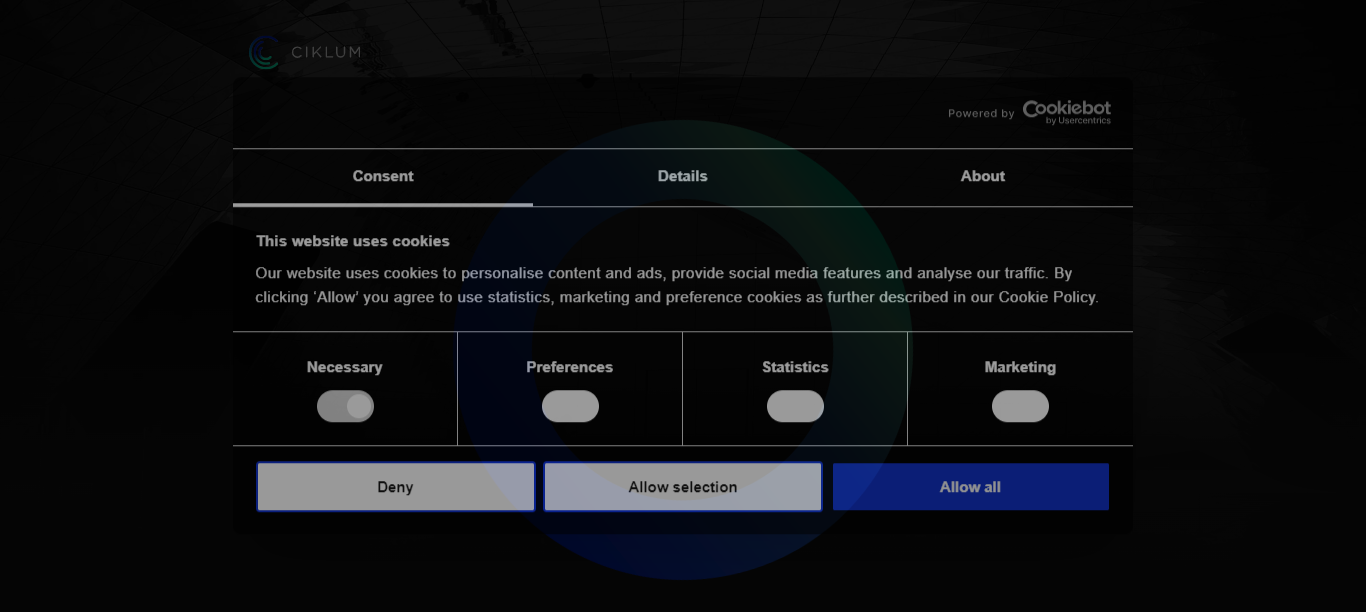 CIKLUM
Powered by Cookiebot
by Usercentrics
Consent
Details
About
This website uses cookies
Our website uses cookies to personalise content and ads, provide social media features and analyse our traffic. By
clicking ‘Allow’ you agree to use statistics, marketing and preference cookies as further described in our Cookie Policy.
Necessary
Preferences
Statistics
Marketing
Deny
Allow selection
Allow all